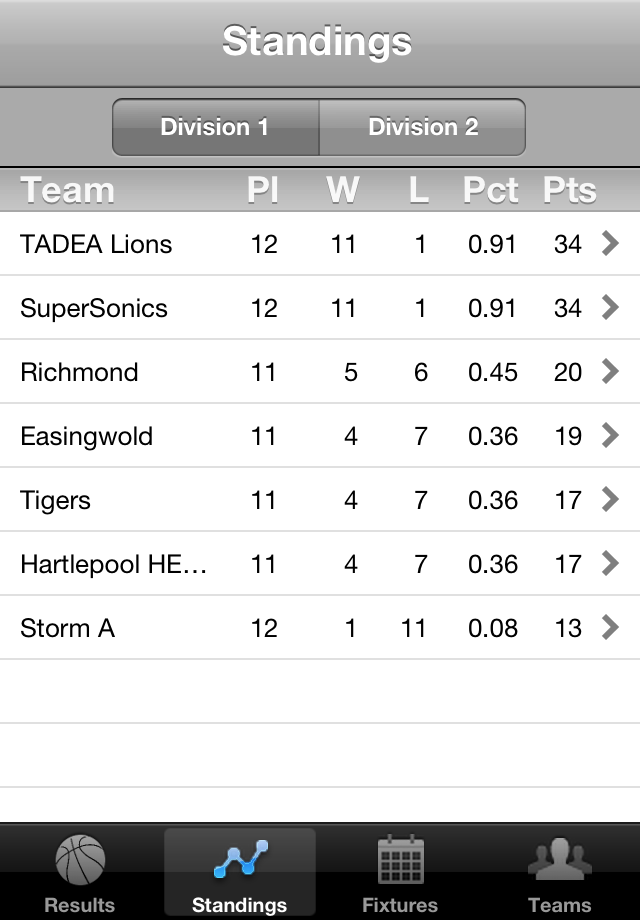 Standings
Division 1 Division 2
Team Pl W L Pct Pts
TADEA Lions 12 11 1 0.91 34
SuperSonics 12 11 1 0.91 34
Richmond 11 5 6 0.45 20
Easingwold 11 4 7 0.36 19
Tigers 11 4 7 0.36 17
Hartlepool HE... 11 4 7 0.36 17
Storm A 12 1 11 0.08 13
Results Standings Fixtures Teams